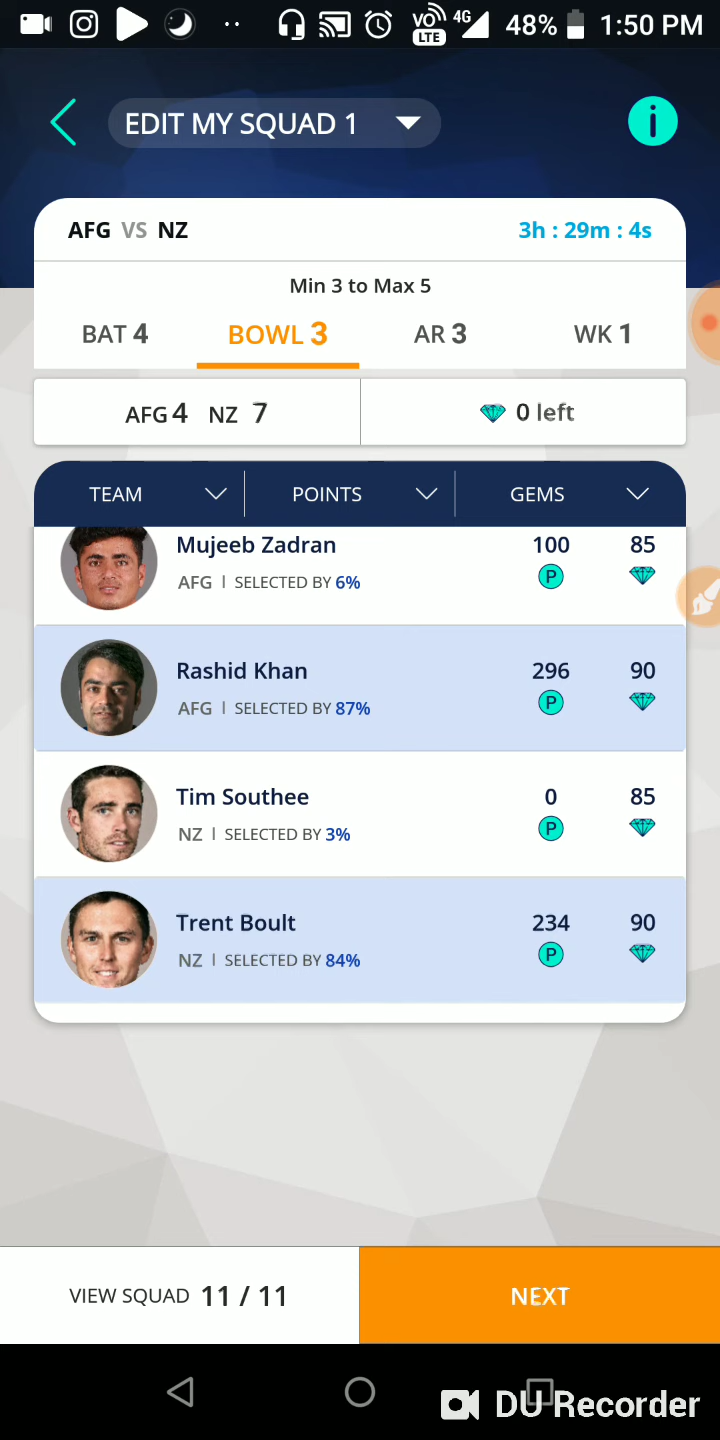 VO LTE 4G 48% 1:50 PM
EDIT MY SQUAD 1 i
AFG VS NZ 3h : 29m : 4s
Min 3 to Max 5
BAT 4 BOWL 3 AR 3 WK 1
AFG 4 NZ 7 0 left
TEAM POINTS GEMS
Mujeeb Zadran 100 85
AFG | SELECTED BY 6% P
Rashid Khan 296 90
AFG | SELECTED BY 87% P
Tim Southee 0 85
NZ | SELECTED BY 3% P
Trent Boult 234 90
NZ | SELECTED BY 84% P
VIEW SQUAD 11 / 11 NEXT
DU Recorder